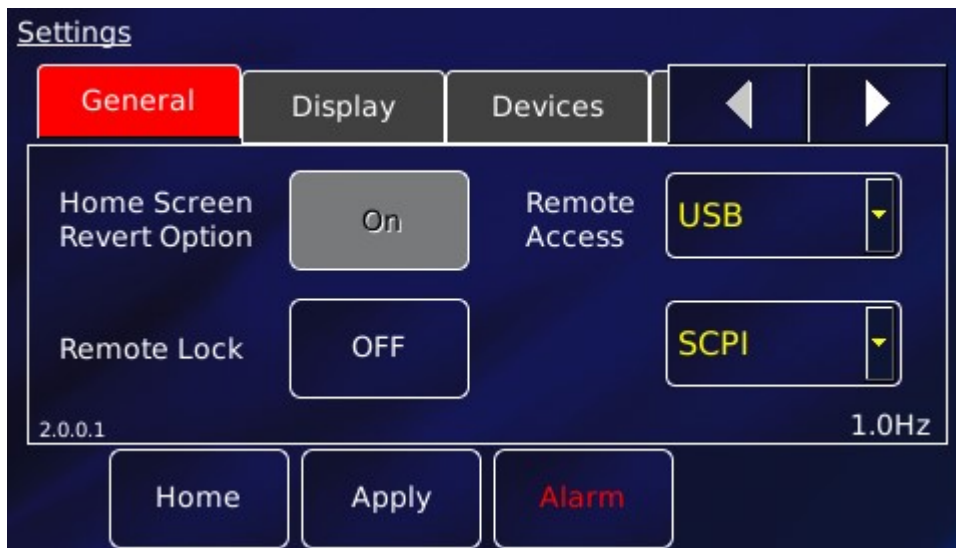 Settings
General
Display
Devices
Home Screen
Revert Option
On
Remote
Access
USB
Remote Lock
OFF
SCPI
2.0.0.1
1.0Hz
Home
Apply
Alarm